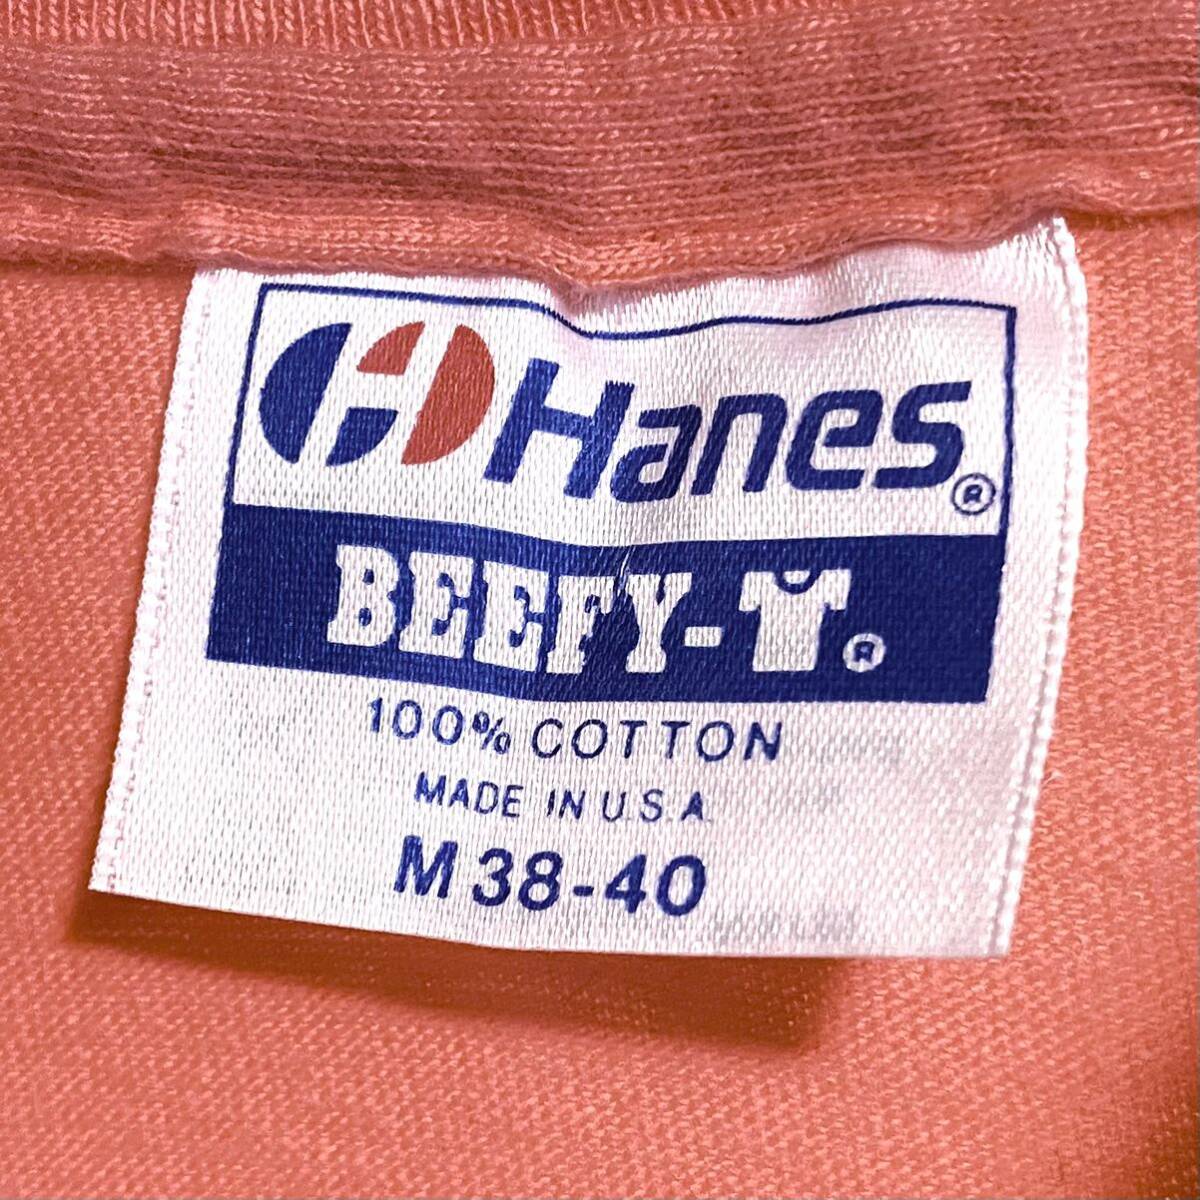 Hanes®
BEEFY-T®
100% COTTON
MADE IN U.S.A.
M 38-40